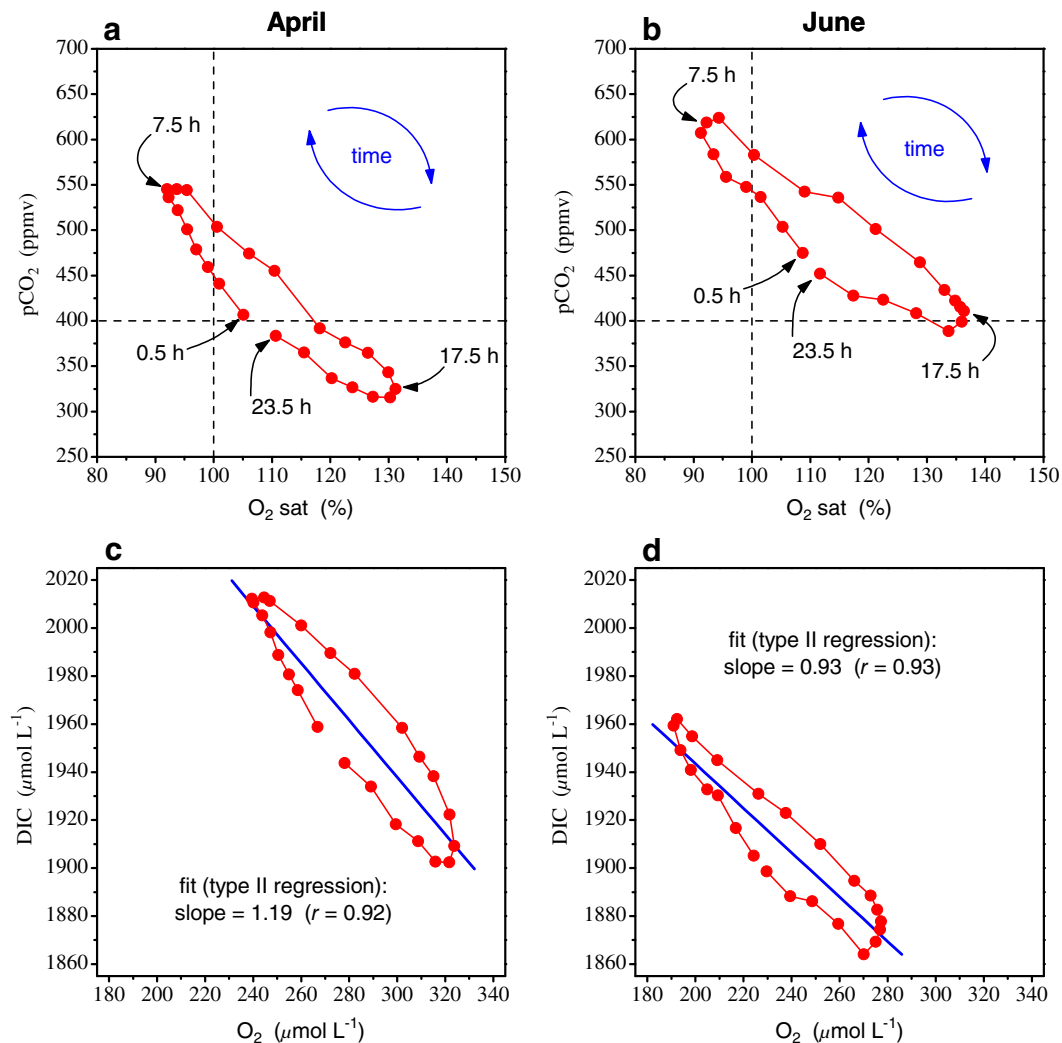 a
April
b
June
700
650
600
550
500
450
400
350
300
250
pCO₂ (ppmv)
7.5 h
time
0.5 h
23.5 h
17.5 h
80
90
100
110
120
130
140
150
O₂ sat (%)
700
650
600
550
500
450
400
350
300
250
pCO₂ (ppmv)
7.5 h
time
0.5 h
23.5 h
17.5 h
80
90
100
110
120
130
140
150
O₂ sat (%)
c
2020
2000
1980
1960
1940
1920
1900
1880
1860
DIC (µmol L⁻¹)
fit (type II regression):
slope = 1.19 (r = 0.92)
180
200
220
240
260
280
300
320
340
O₂ (µmol L⁻¹)
d
2020
2000
1980
1960
1940
1920
1900
1880
1860
DIC (µmol L⁻¹)
fit (type II regression):
slope = 0.93 (r = 0.93)
180
200
220
240
260
280
300
320
340
O₂ (µmol L⁻¹)